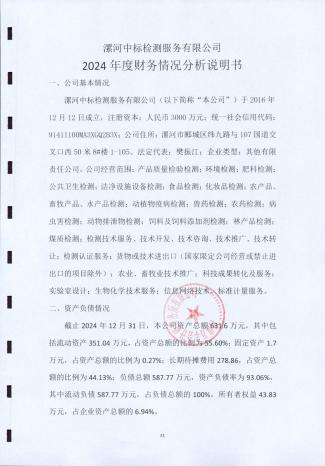 漯河中标检测服务有限公司
2024 年度财务情况分析说明书
一、公司基本情况
漯河中标检测服务有限公司（以下简称“本公司”）于 2016 年
12 月 12 日成立，注册资本：人民币 3000 万元；统一社会信用代码：
91411100MA3XGQ2B3X；公司住所：漯河市郾城区纬九路与 107 国道交
叉口西 50 米 8#楼 1-105。法定代表：樊振江；企业类型：其他有限
责任公司。公司经营范围：产品质量检验检测；环境检测；肥料检测；
公共卫生检测；洁净设施设备检测；食品检测；化妆品检测；农产品、
畜牧产品、水产品检测；动植物疫病检测；兽药检测；农药检测；病
虫害检测；动物排泄物检测；饲料及饲料添加剂检测；林产品检测；
煤质检测；检测技术服务、技术开发、技术咨询、技术推广、技术转
让；检测认证服务；货物或技术进出口（国家限定公司经营或禁止进
出口的项目除外）；农业、畜牧业技术推广；科技成果转化及服务；
实验室设计；生物化学技术服务；信息网络技术、标准计量服务。
二、资产负债情况
截止 2024 年 12 月 31 日，本公司资产总额 631.6 万元，其中包
括流动资产 351.04 万元，占资产总额的比例为 55.60%；固定资产 1.7
万元，占资产总额的比例为 0.27%；长期待摊费用 278.86，占资产总
额的比例为 44.13%；负债总额 587.77 万元，资产负债率为 93.06%，
其中流动负债 587.77 万元，占负债总额的 100%。所有者权益 43.83
万元，占企业资产总额的 6.94%。
31